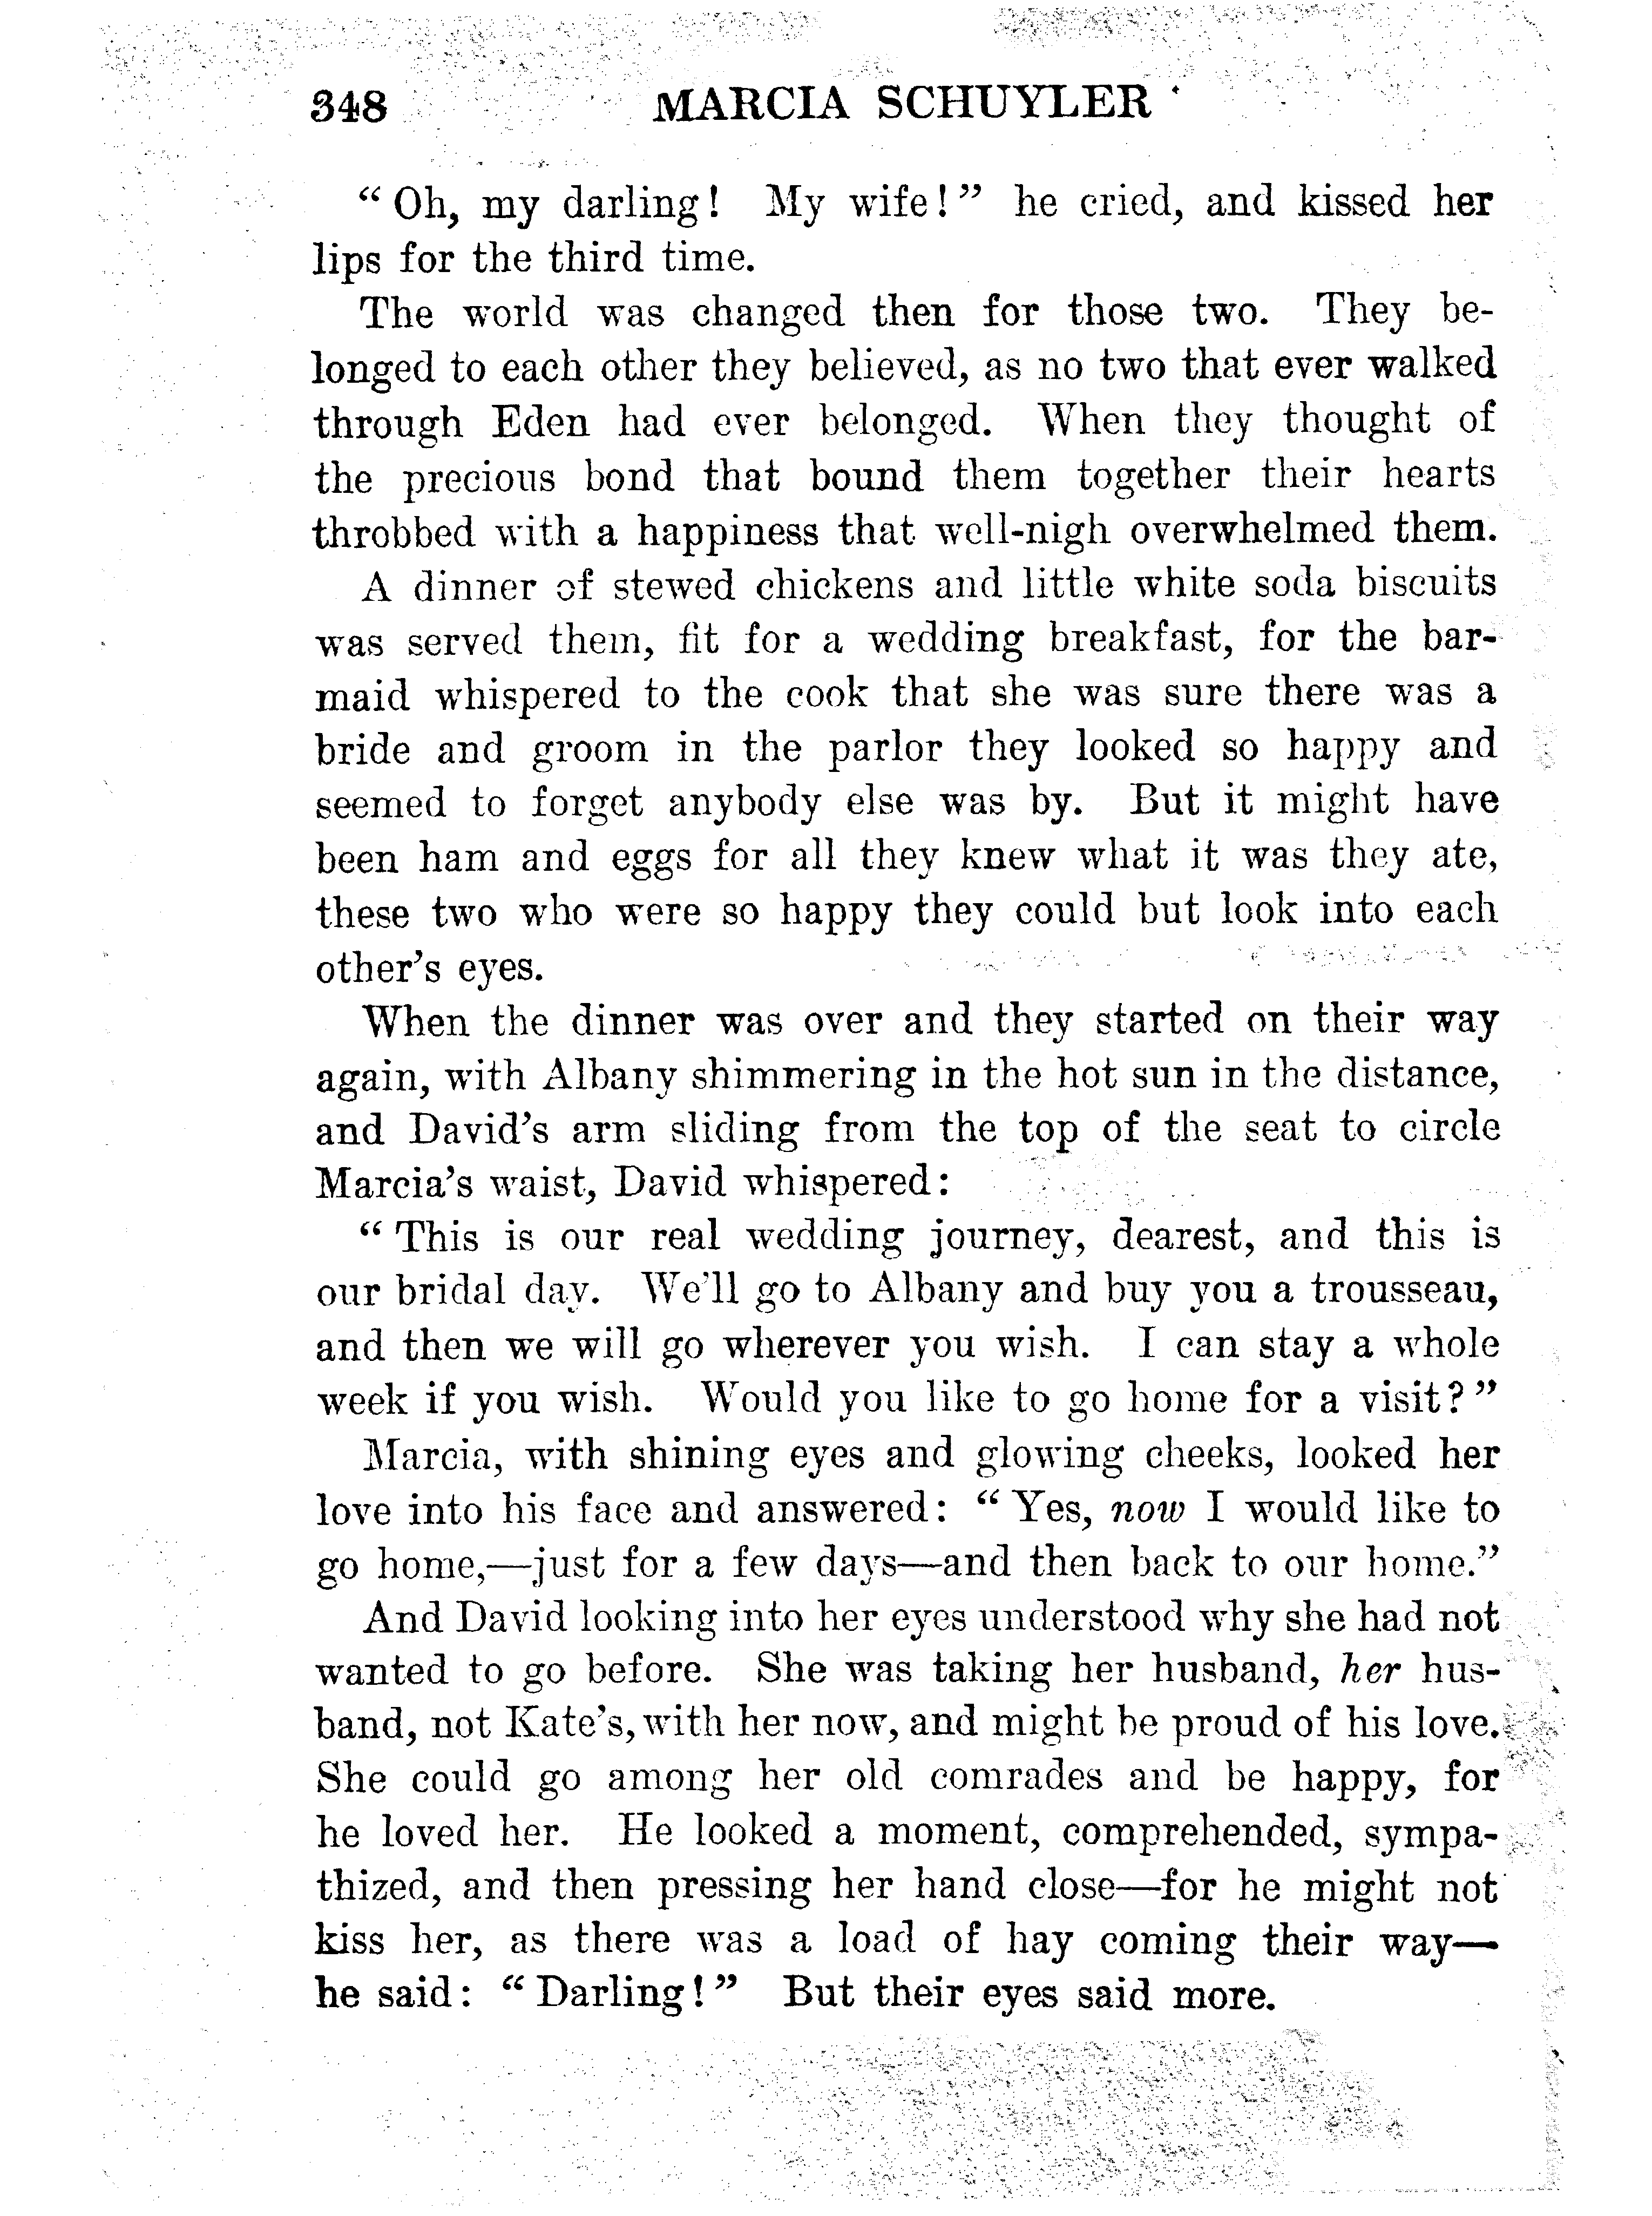 348 MARCIA SCHUYLER
“Oh, my darling! My wife!” he cried, and kissed her
lips for the third time.
The world was changed then for those two. They be-
longed to each other they believed, as no two that ever walked
through Eden had ever belonged. When they thought of
the precious bond that bound them together their hearts
throbbed with a happiness that well-nigh overwhelmed them.
A dinner of stewed chickens and little white soda biscuits
was served them, fit for a wedding breakfast, for the bar-
maid whispered to the cook that she was sure there was a
bride and groom in the parlor they looked so happy and
seemed to forget anybody else was by. But it might have
been ham and eggs for all they knew what it was they ate,
these two who were so happy they could but look into each
other’s eyes.
When the dinner was over and they started on their way
again, with Albany shimmering in the hot sun in the distance,
and David’s arm sliding from the top of the seat to circle
Marcia’s waist, David whispered:
“This is our real wedding journey, dearest, and this is
our bridal day. We’ll go to Albany and buy you a trousseau,
and then we will go wherever you wish. I can stay a whole
week if you wish. Would you like to go home for a visit?”
Marcia, with shining eyes and glowing cheeks, looked her
love into his face and answered: “Yes, now I would like to
go home,—just for a few days—and then back to our home.”
And David looking into her eyes understood why she had not
wanted to go before. She was taking her husband, her hus-
band, not Kate’s, with her now, and might be proud of his love.
She could go among her old comrades and be happy, for
he loved her. He looked a moment, comprehended, sympa-
thized, and then pressing her hand close—for he might not
kiss her, as there was a load of hay coming their way—
he said: “Darling!” But their eyes said more.